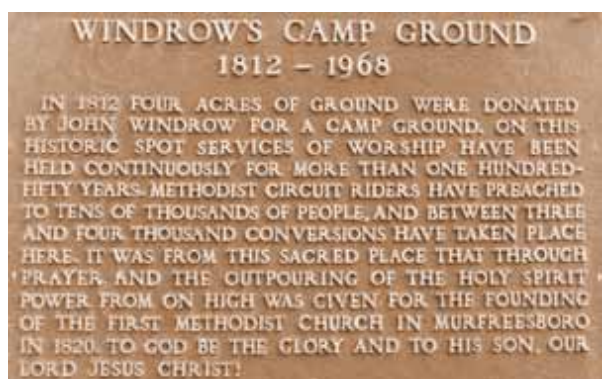 WINDROW'S CAMP GROUND
1812 – 1968
IN 1812 FOUR ACRES OF GROUND WERE DONATED
BY JOHN WINDROW FOR A CAMP GROUND. ON THIS
HISTORIC SPOT SERVICES OF WORSHIP HAVE BEEN
HELD CONTINUOUSLY FOR MORE THAN ONE HUNDRED-
FIFTY YEARS. METHODIST CIRCUIT RIDERS HAVE PREACHED
TO TENS OF THOUSANDS OF PEOPLE, AND BETWEEN THREE
AND FOUR THOUSAND CONVERSIONS HAVE TAKEN PLACE
HERE. IT WAS FROM THIS SACRED PLACE THAT THROUGH
PRAYER AND THE OUTPOURING OF THE HOLY SPIRIT
POWER FROM ON HIGH WAS GIVEN FOR THE FOUNDING
OF THE FIRST METHODIST CHURCH IN MURFREESBORO
IN 1820. TO GOD BE THE GLORY AND TO HIS SON, OUR
LORD JESUS CHRIST!